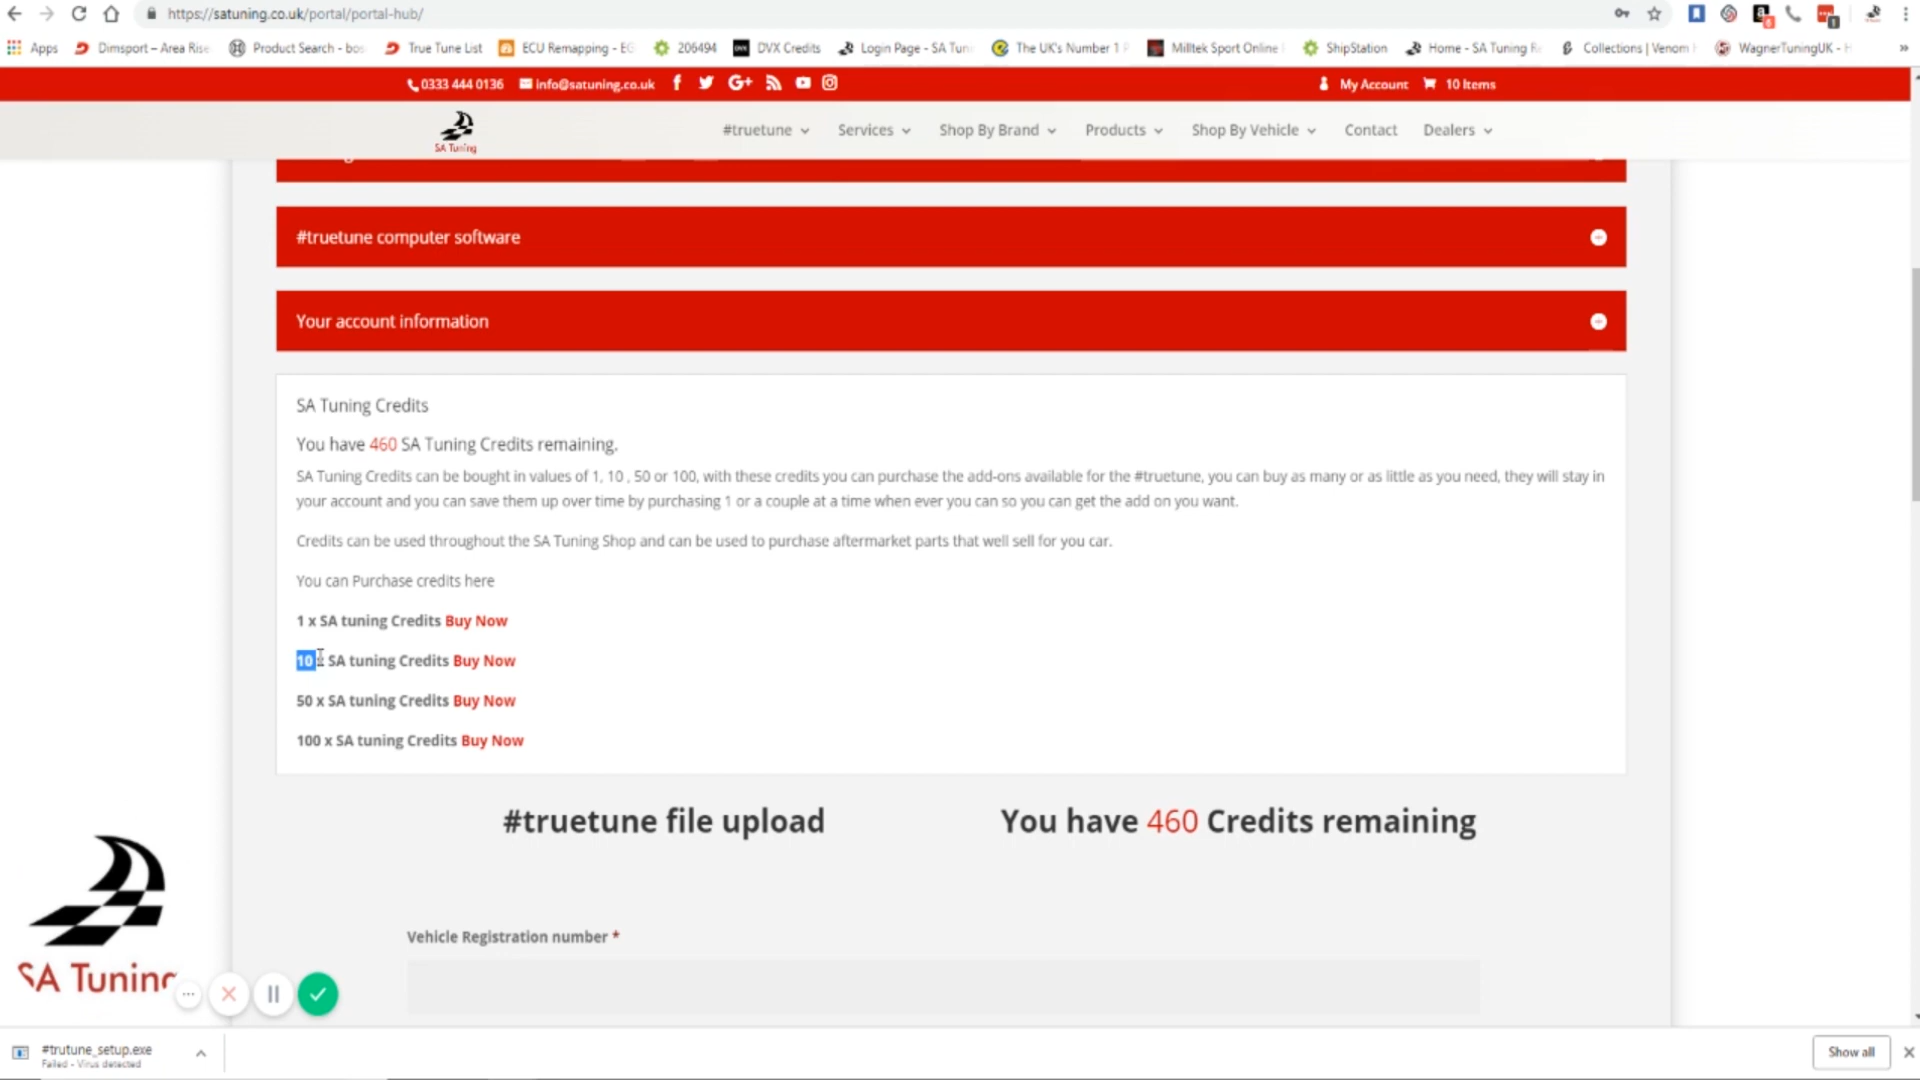 https://satuning.co.uk/portal/portal-hub/
Apps Dimsport – Area Rise Product Search - bos True Tune List ECU Remapping - EG 206494 DVX Credits Login Page - SA Tun The UK's Number 1 P Milltek Sport Online ShipStation Home - SA Tuning R Collections | Venom WagnerTuningUK - H »
0333 444 0136 info@satuning.co.uk My Account 10 Items
SA Tuning #truetune Services Shop By Brand Products Shop By Vehicle Contact Dealers
#truetune computer software
Your account information
SA Tuning Credits
You have 460 SA Tuning Credits remaining.
SA Tuning Credits can be bought in values of 1, 10 , 50 or 100, with these credits you can purchase the add-ons available for the #truetune, you can buy as many or as little as you need, they will stay in
your account and you can save them up over time by purchasing 1 or a couple at a time when ever you can so you can get the add on you want.
Credits can be used throughout the SA Tuning Shop and can be used to purchase aftermarket parts that well sell for you car.
You can Purchase credits here
1 x SA tuning Credits Buy Now
10 x SA tuning Credits Buy Now
50 x SA tuning Credits Buy Now
100 x SA tuning Credits Buy Now
#truetune file upload You have 460 Credits remaining
Vehicle Registration number *
SA Tuning
#trutune_setup.exe
Failed - Virus detected
Show all